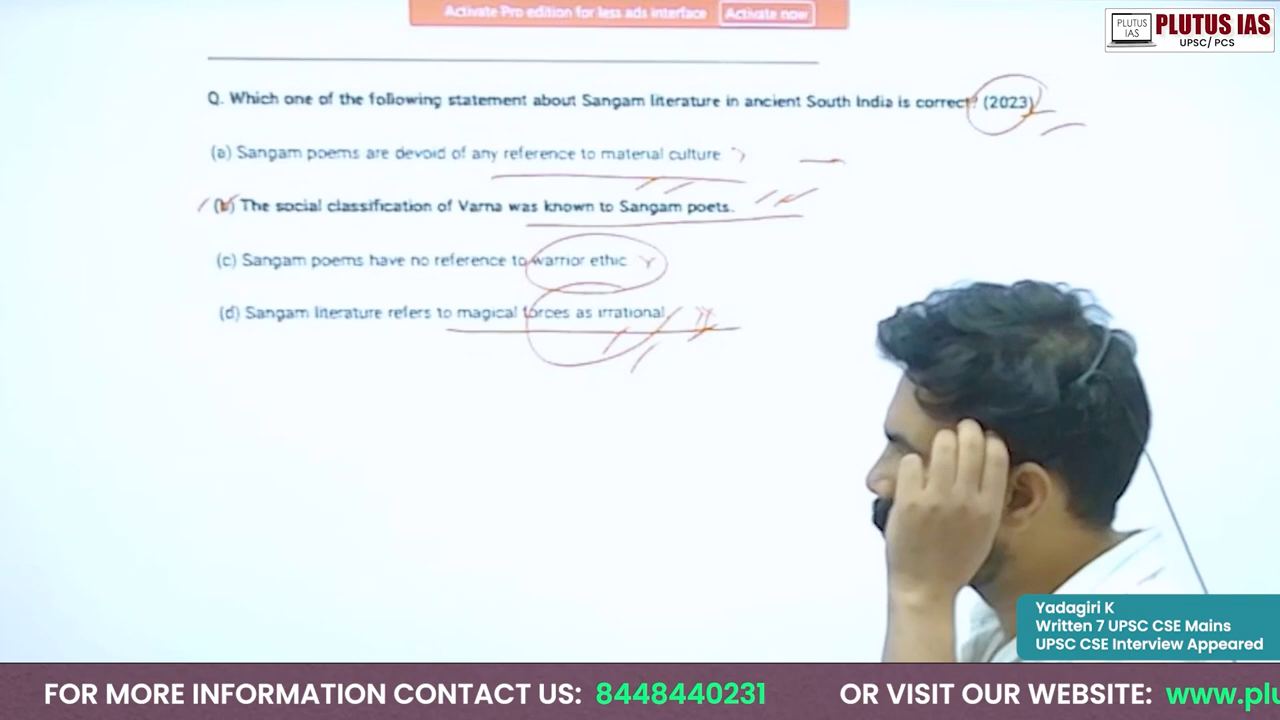 Activate Pro edition for less ads interface Activate now
PLUTUS IAS
PLUTUS IAS
UPSC/ PCS
Q. Which one of the following statement about Sangam literature in ancient South India is correct? (2023)
(a) Sangam poems are devoid of any reference to material culture.
(b) The social classification of Varna was known to Sangam poets.
(c) Sangam poems have no reference to warrior ethic
(d) Sangam literature refers to magical forces as irrational
Yadagiri K
Written 7 UPSC CSE Mains
UPSC CSE Interview Appeared
FOR MORE INFORMATION CONTACT US: 8448440231 OR VISIT OUR WEBSITE: www.plu